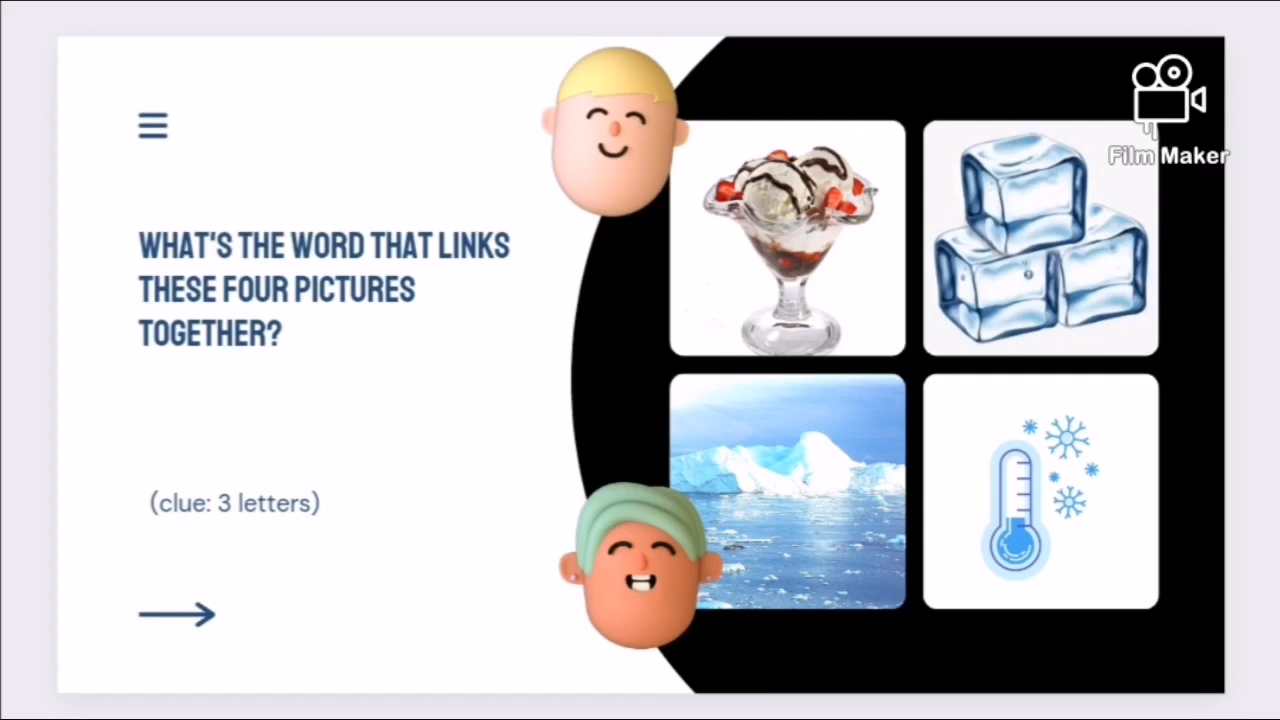 WHAT'S THE WORD THAT LINKS
THESE FOUR PICTURES
TOGETHER?
(clue: 3 letters)
Film Maker